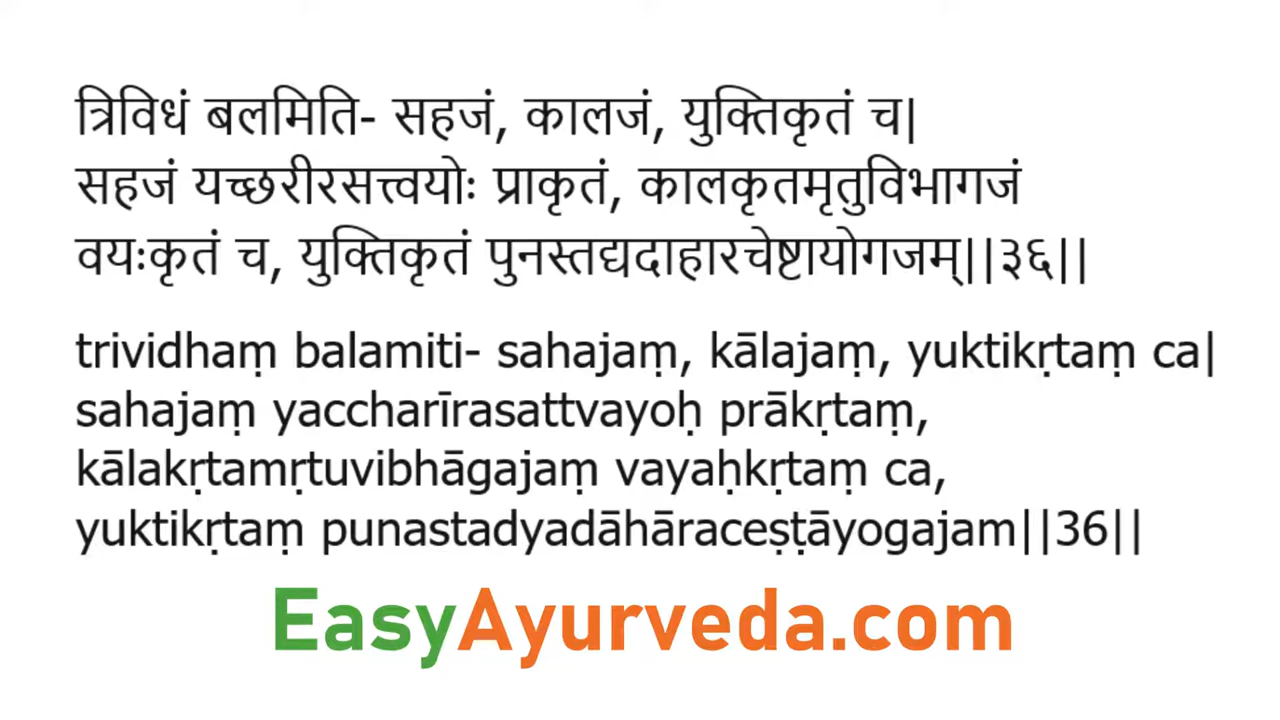 त्रिविधं बलमिति- सहजं, कालजं, युक्तिकृतं च|
सहजं यच्छरीरसत्त्वयोः प्राकृतं, कालकृतमृतुविभागजं
वयःकृतं च, युक्तिकृतं पुनस्तद्यदाहारचेष्टायोगजम्||३६||
trividhaṃ balamiti- sahajaṃ, kālajaṃ, yuktikṛtaṃ ca|
sahajaṃ yaccharīrasattvayoḥ prākṛtaṃ,
kālakṛtamṛtuvibhāgajaṃ vayaḥkṛtaṃ ca,
yuktikṛtaṃ punastadyadāhāraceṣṭāyogajam||36||
EasyAyurveda.com